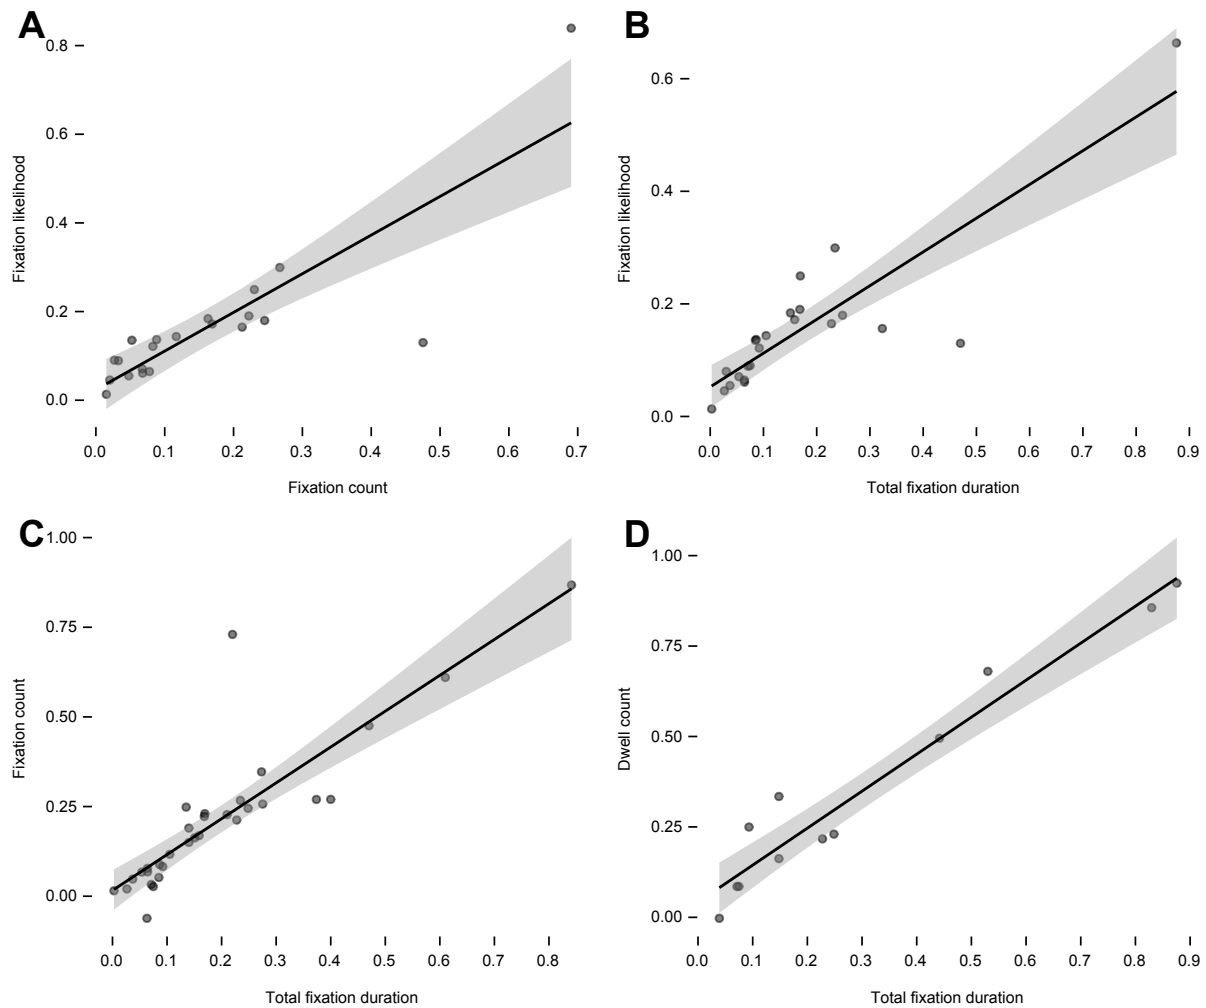 A
Fixation likelihood
0.8
0.6
0.4
0.2
0.0
0.0 0.1 0.2 0.3 0.4 0.5 0.6 0.7
Fixation count
B
Fixation likelihood
0.6
0.4
0.2
0.0
0.0 0.1 0.2 0.3 0.4 0.5 0.6 0.7 0.8 0.9
Total fixation duration
C
Fixation count
1.00
0.75
0.50
0.25
0.00
0.0 0.1 0.2 0.3 0.4 0.5 0.6 0.7 0.8
Total fixation duration
D
Dwell count
1.00
0.75
0.50
0.25
0.00
0.0 0.1 0.2 0.3 0.4 0.5 0.6 0.7 0.8 0.9
Total fixation duration